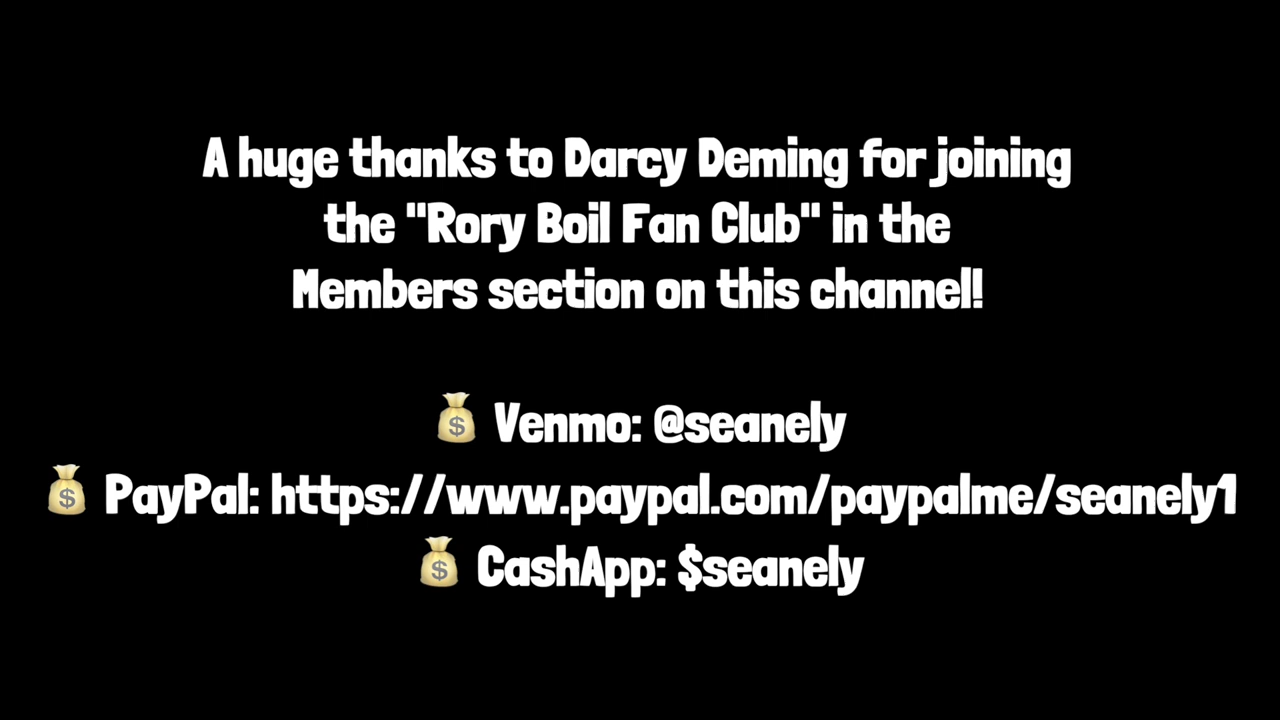 A huge thanks to Darcy Deming for joining
the "Rory Boil Fan Club" in the
Members section on this channel!
💰 Venmo: @seanely
💰 PayPal: https://www.paypal.com/paypalme/seanely1
💰 CashApp: $seanely